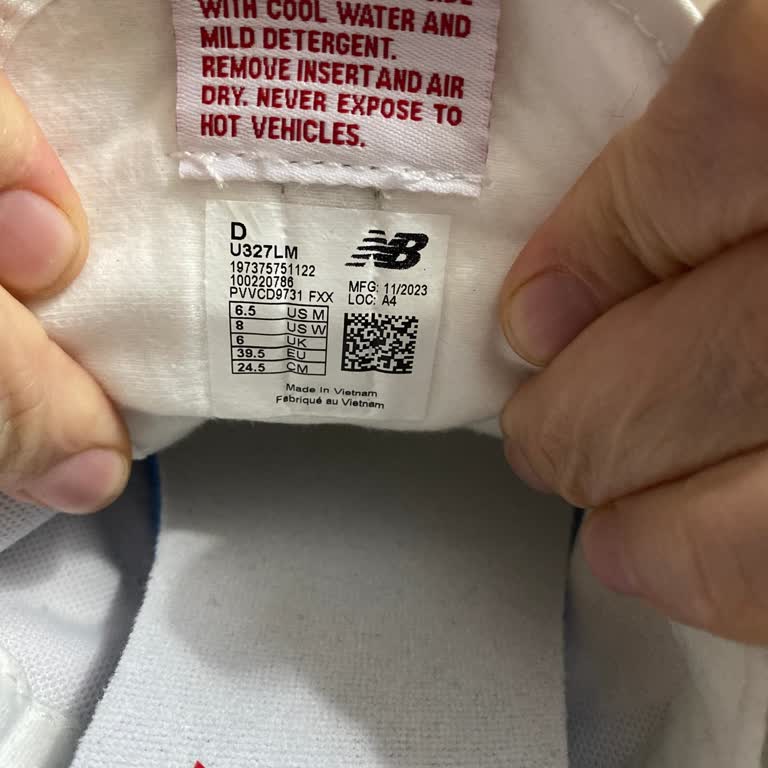 WITH COOL WATER AND
MILD DETERGENT.
REMOVE INSERT AND AIR
DRY. NEVER EXPOSE TO
HOT VEHICLES.
D
U327LM
197375751122
100220786
PVVCD9731 FXX
NB
MFG: 11/2023
LOC: A4
6.5 US M
8 US W
6 UK
39.5 EU
24.5 CM
Made in Vietnam
Fabriqué au Vietnam